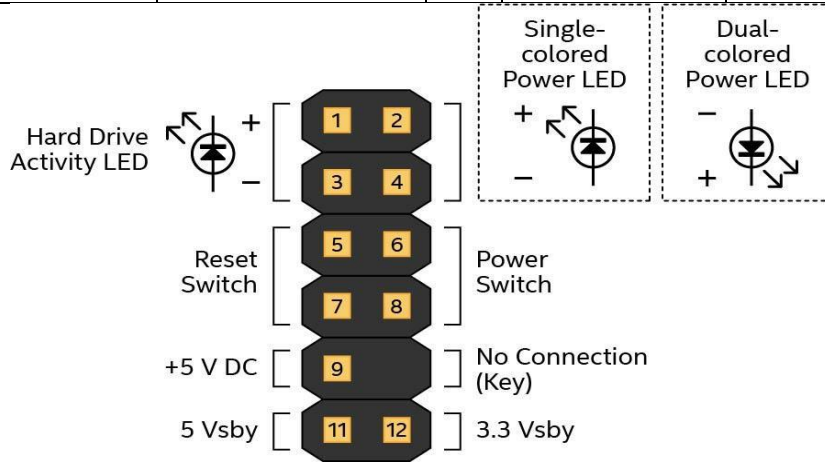 Single-
colored
Power LED
Dual-
colored
Power LED
Hard Drive
Activity LED
+
−
1 2
3 4
+
−
−
+
Reset
Switch
5 6
7 8
Power
Switch
+5 V DC
9
No Connection
(Key)
5 Vsby
11 12
3.3 Vsby